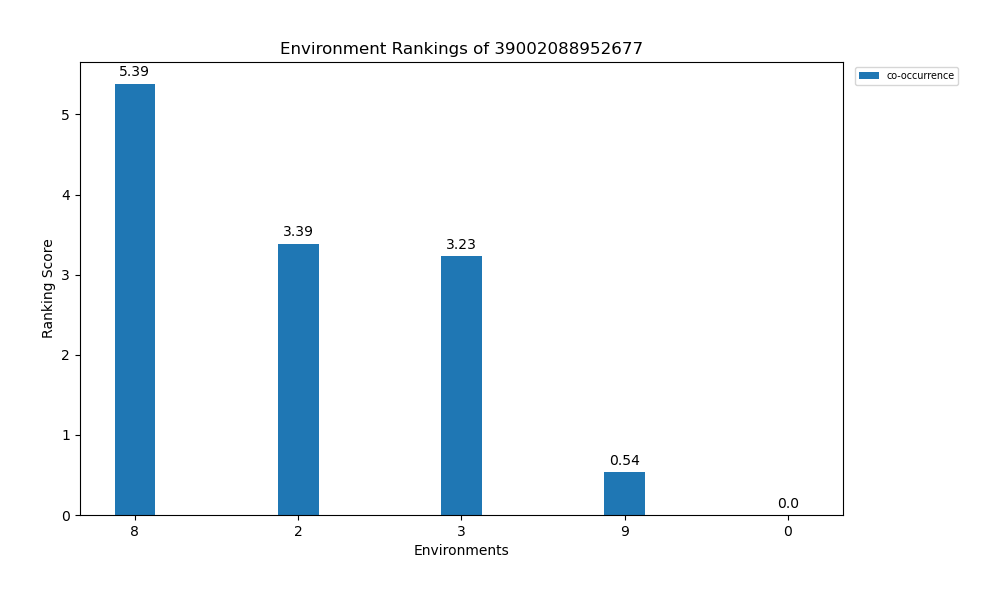 Environment Rankings of 39002088952677
co-occurrence
5.39
3.39
3.23
0.54
0.0
5
4
3
2
1
0
Ranking Score
8 2 3 9 0
Environments